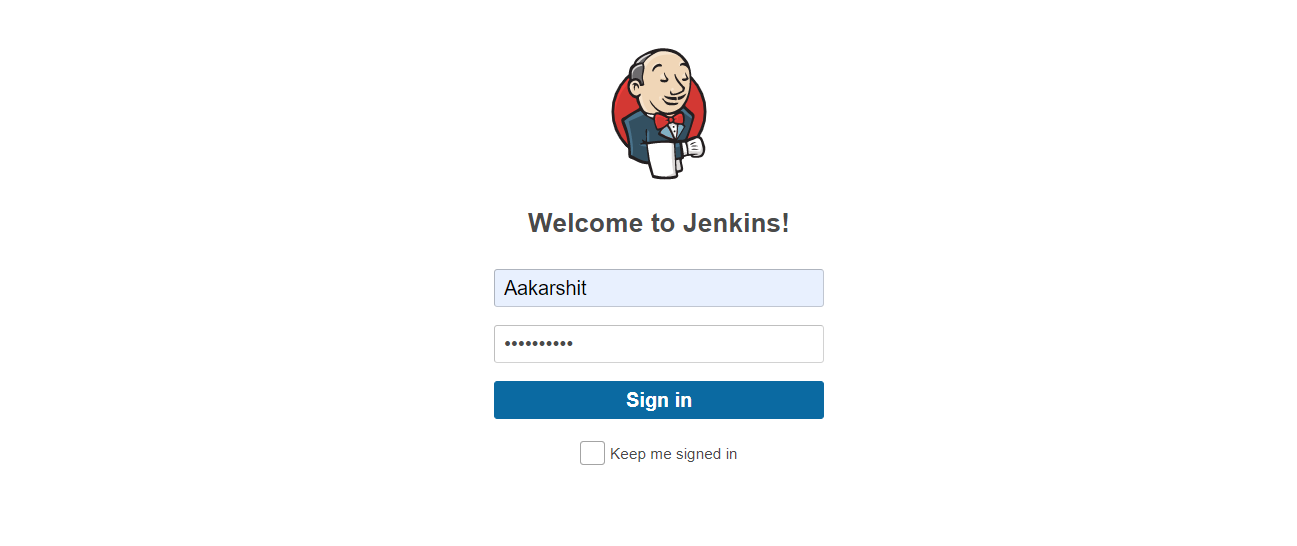 Welcome to Jenkins!
Aakarshit
••••••••••
Sign in
Keep me signed in